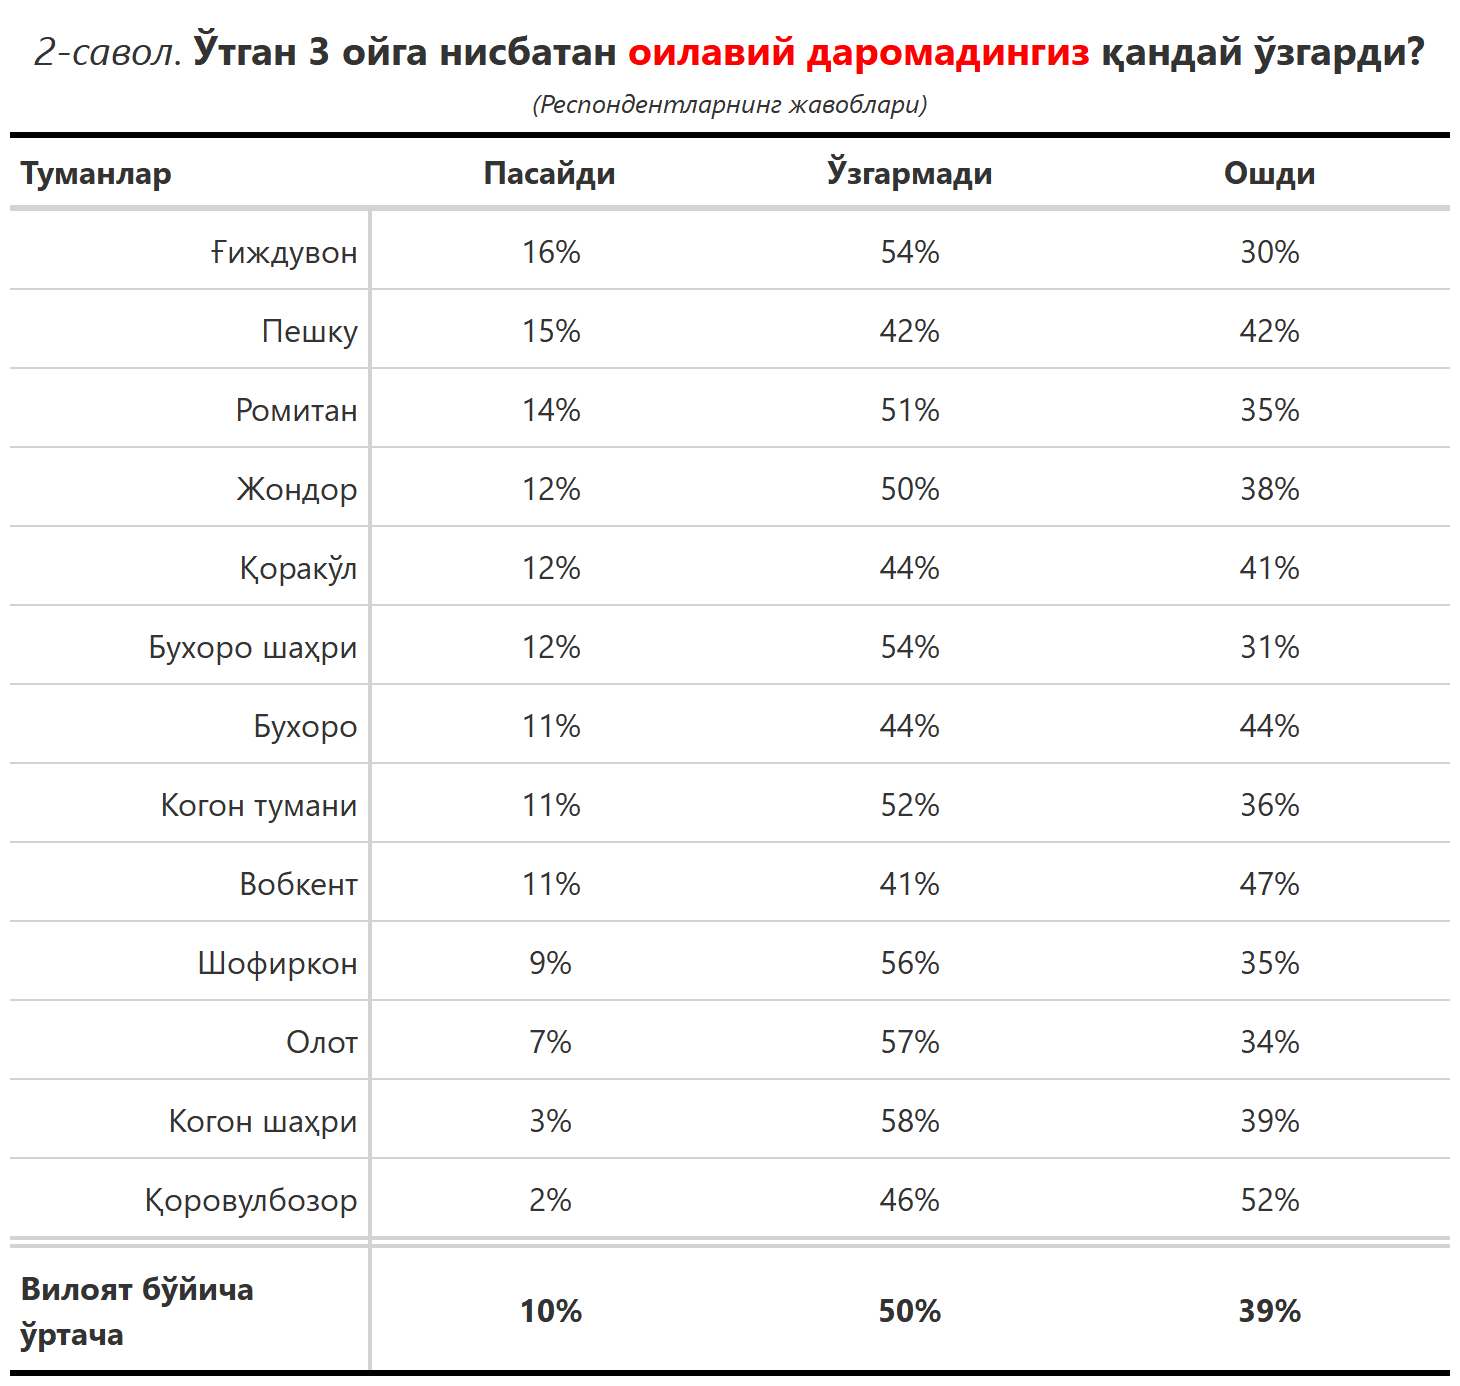 2-савол. Ўтган 3 ойга нисбатан оилавий даромадингиз қандай ўзгарди?
(Респондентларнинг жавоблари)
Туманлар Пасайди Ўзгармади Ошди
Ғиждувон 16% 54% 30%
Пешку 15% 42% 42%
Ромитан 14% 51% 35%
Жондор 12% 50% 38%
Қоракўл 12% 44% 41%
Бухоро шаҳри 12% 54% 31%
Бухоро 11% 44% 44%
Когон тумани 11% 52% 36%
Вобкент 11% 41% 47%
Шофиркон 9% 56% 35%
Олот 7% 57% 34%
Когон шаҳри 3% 58% 39%
Қоровулбозор 2% 46% 52%
Вилоят бўйича
ўртача 10% 50% 39%